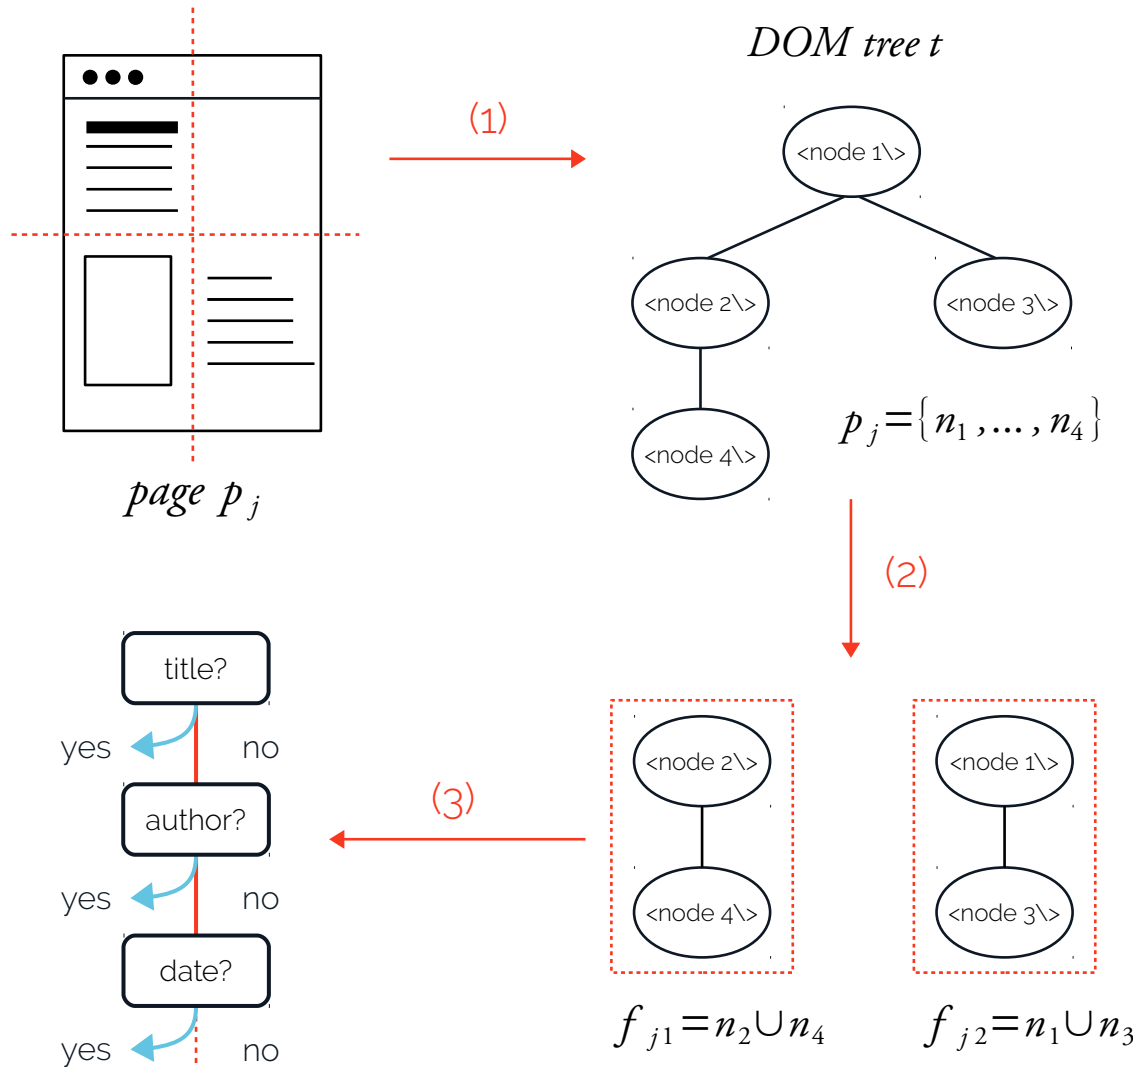 DOM tree t
(1)
<node 1\>
<node 2\>
<node 3\>
<node 4\>
p j = { n1 , ... , n4 }
page p j
(2)
title?
yes no
author?
yes no
date?
yes no
(3)
<node 2\>
<node 4\>
f j1 = n2 ∪ n4
<node 1\>
<node 3\>
f j2 = n1 ∪ n3